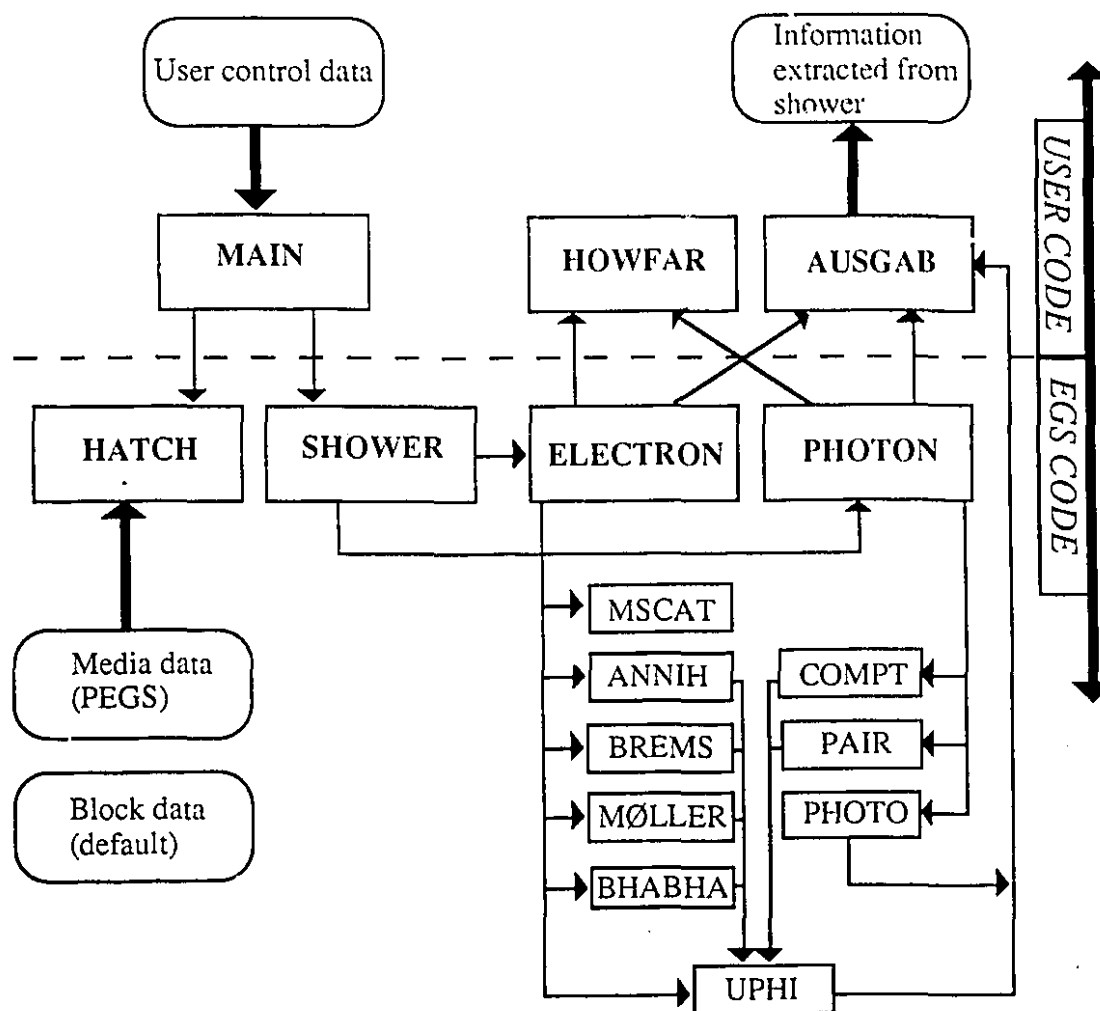 User control data
Information
extracted from
shower
MAIN
HOWFAR
AUSGAB
USER CODE
HATCH
SHOWER
ELECTRON
PHOTON
EGS CODE
MSCAT
Media data
(PEGS)
ANNIH
COMPT
BREMS
PAIR
Block data
(default)
MØLLER
PHOTO
BHABHA
UPHI